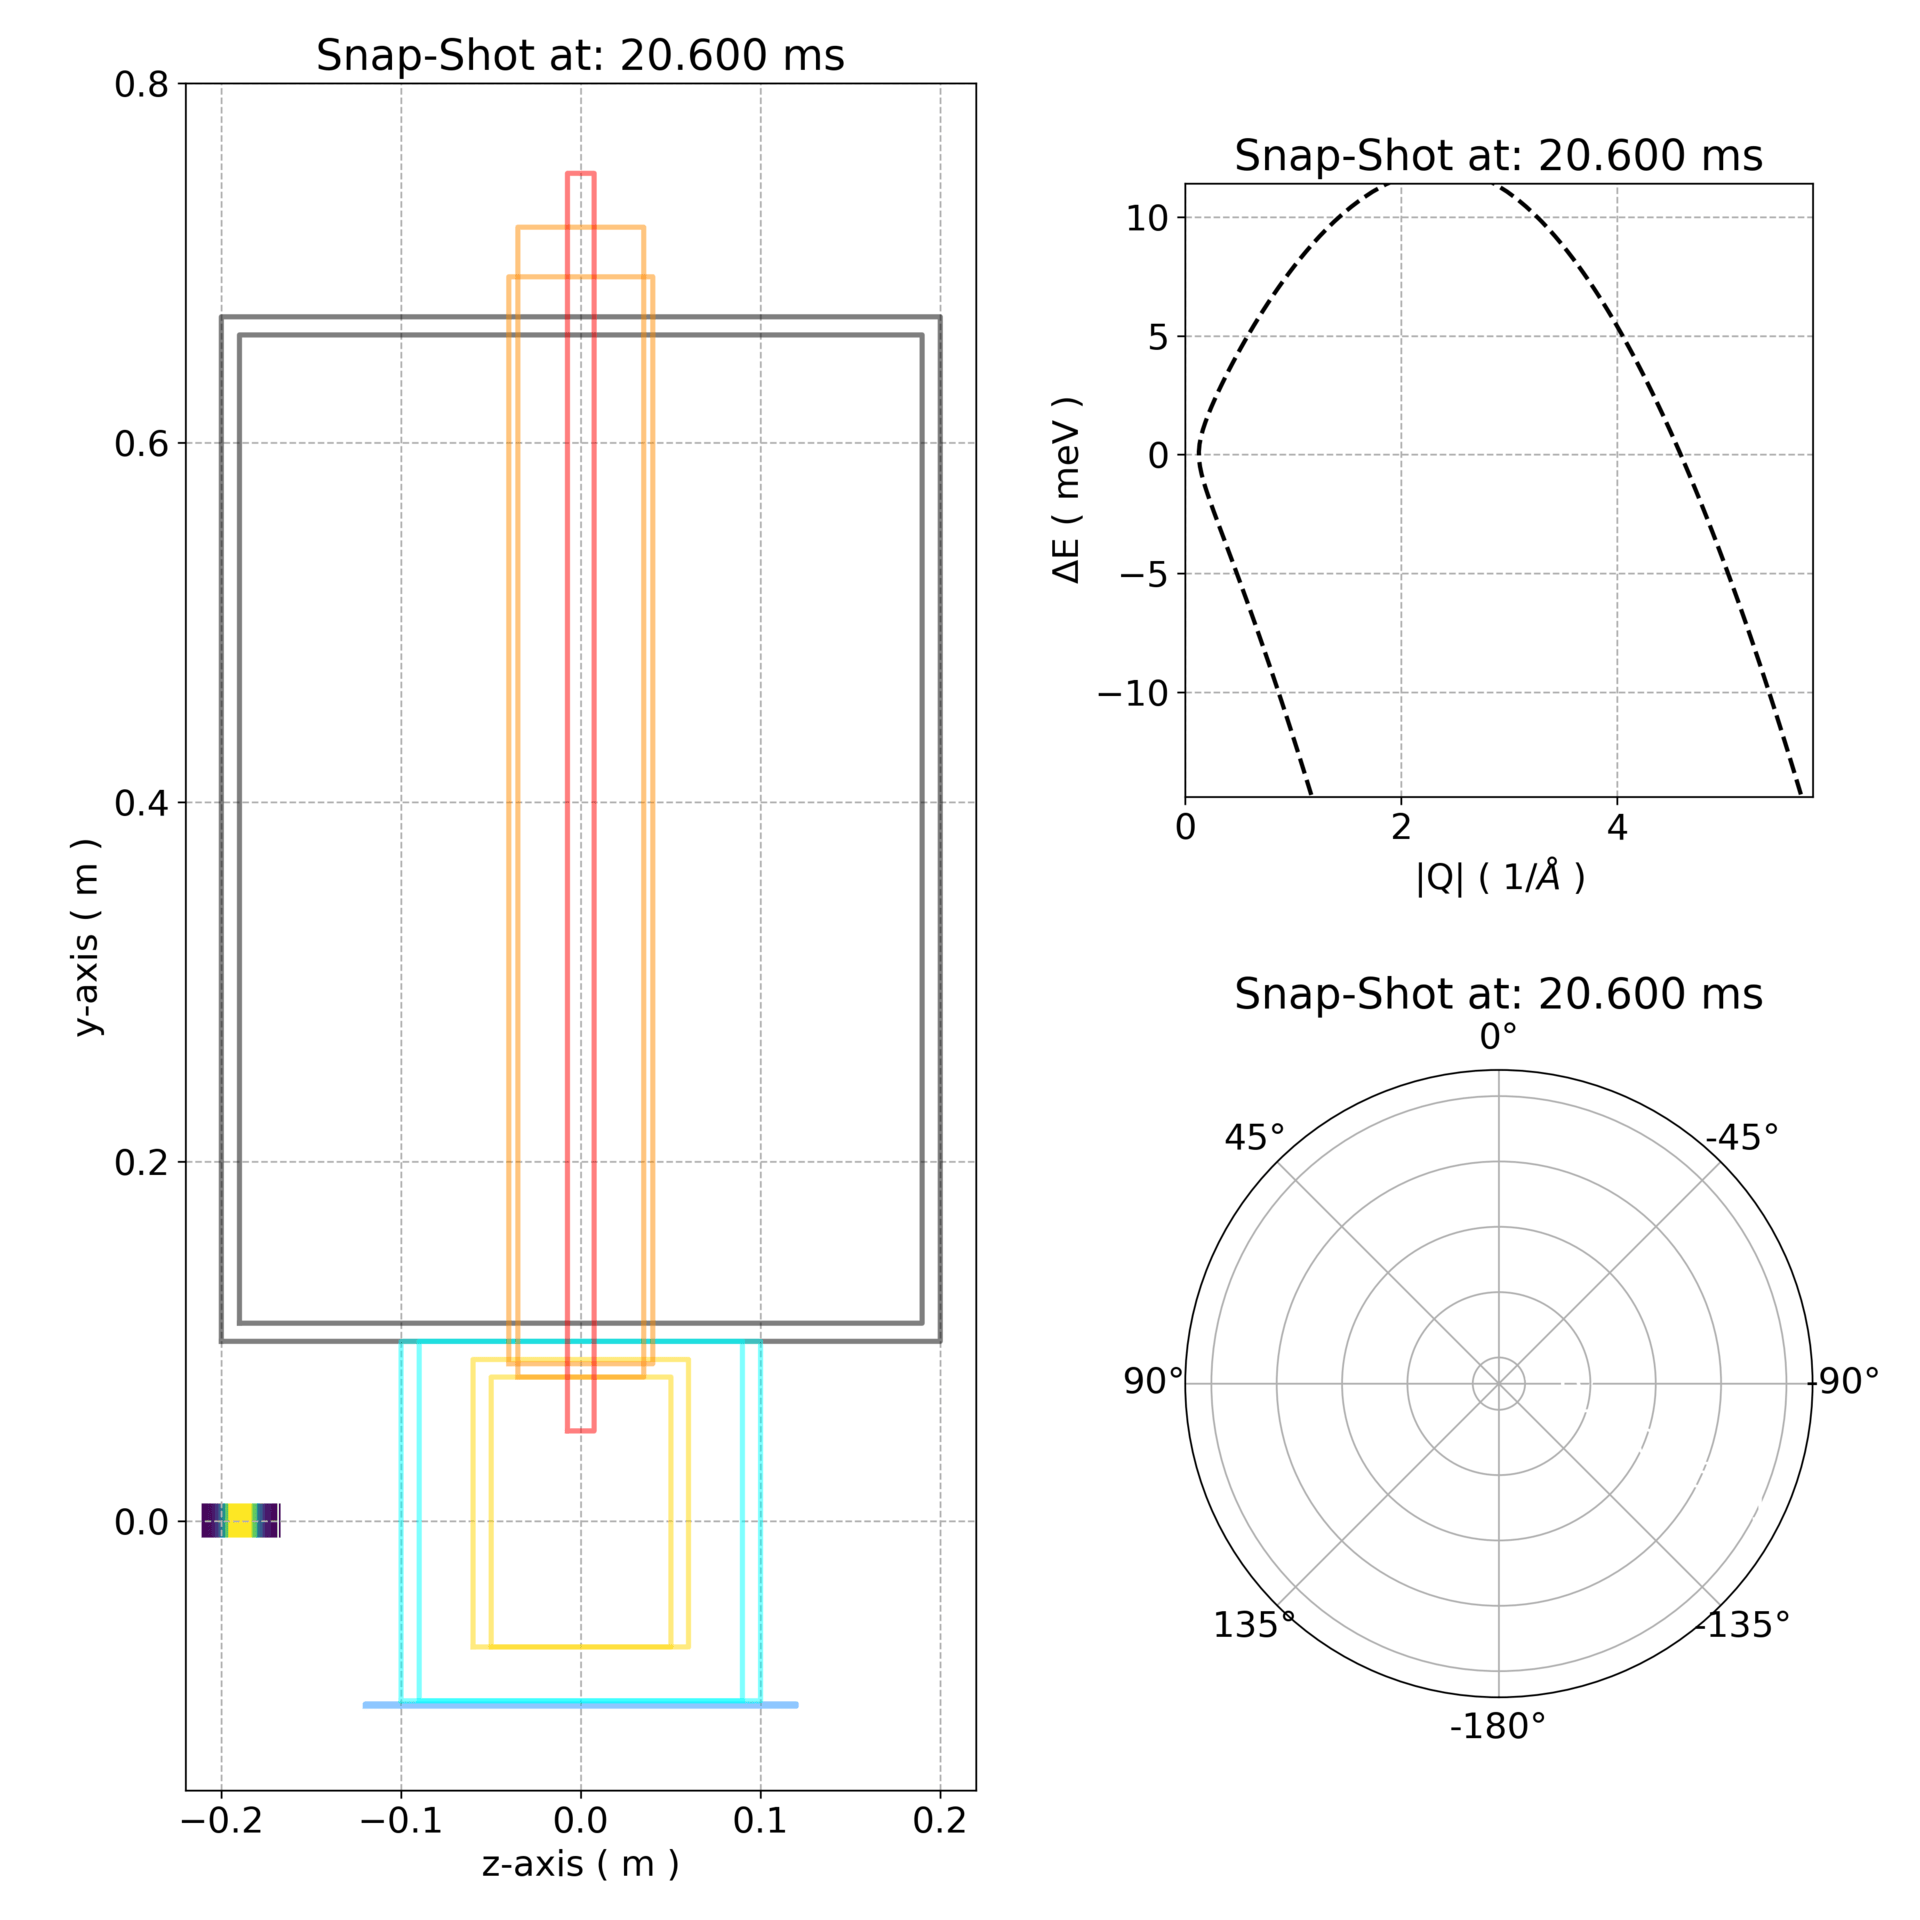 Snap-Shot at: 20.600 ms
0.8
0.6
0.4
0.2
0.0
y-axis ( m )
−0.2 −0.1 0.0 0.1 0.2
z-axis ( m )
Snap-Shot at: 20.600 ms
10
5
0
−5
−10
ΔE ( meV )
0 2 4
|Q| ( 1/Å )
Snap-Shot at: 20.600 ms
0°
45° -45°
90° -90°
135° -135°
-180°